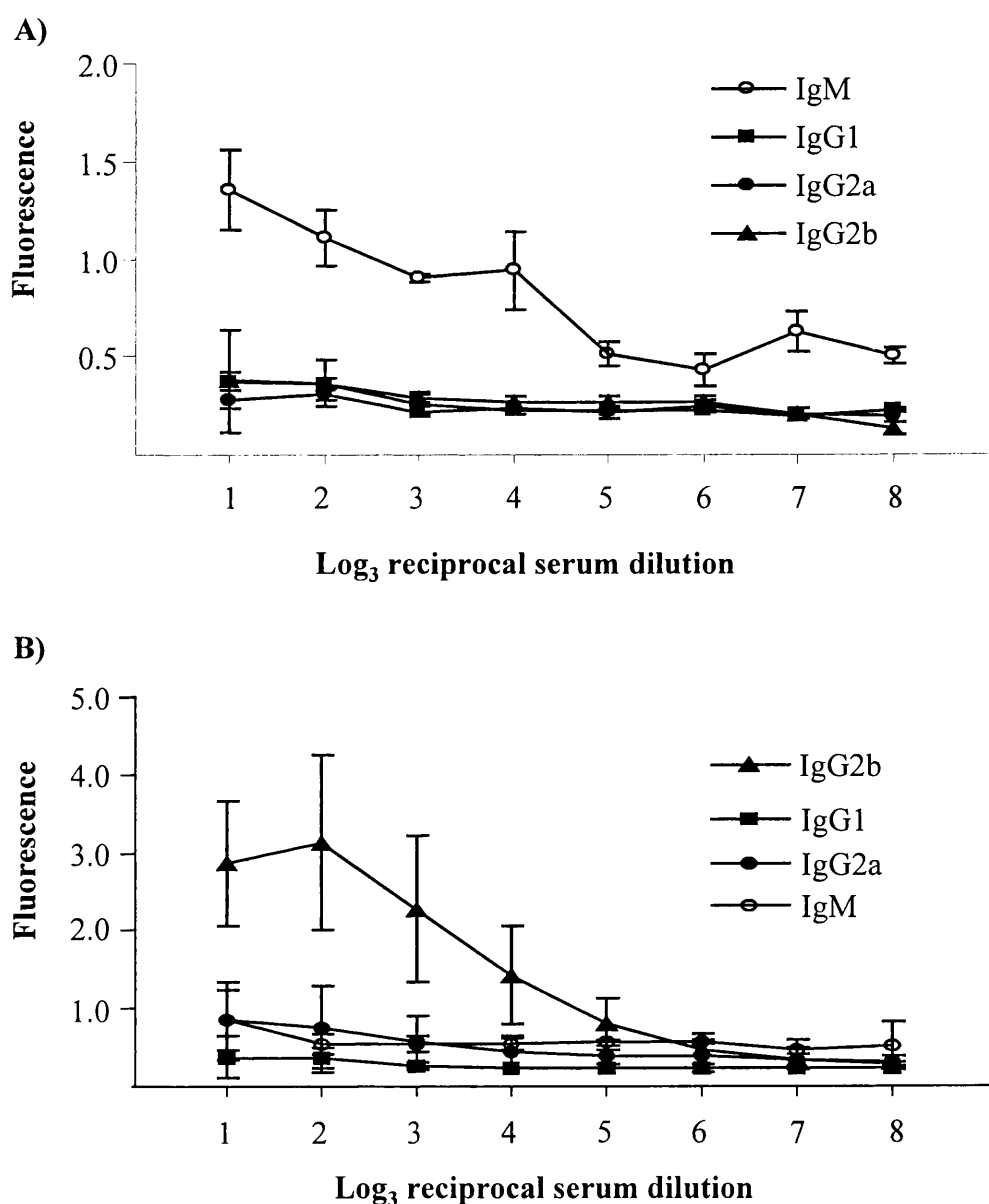 A)
2.0
1.5
1.0
0.5
Fluorescence
IgM
IgG1
IgG2a
IgG2b
1 2 3 4 5 6 7 8
Log₃ reciprocal serum dilution
B)
5.0
4.0
3.0
2.0
1.0
Fluorescence
IgG2b
IgG1
IgG2a
IgM
1 2 3 4 5 6 7 8
Log₃ reciprocal serum dilution